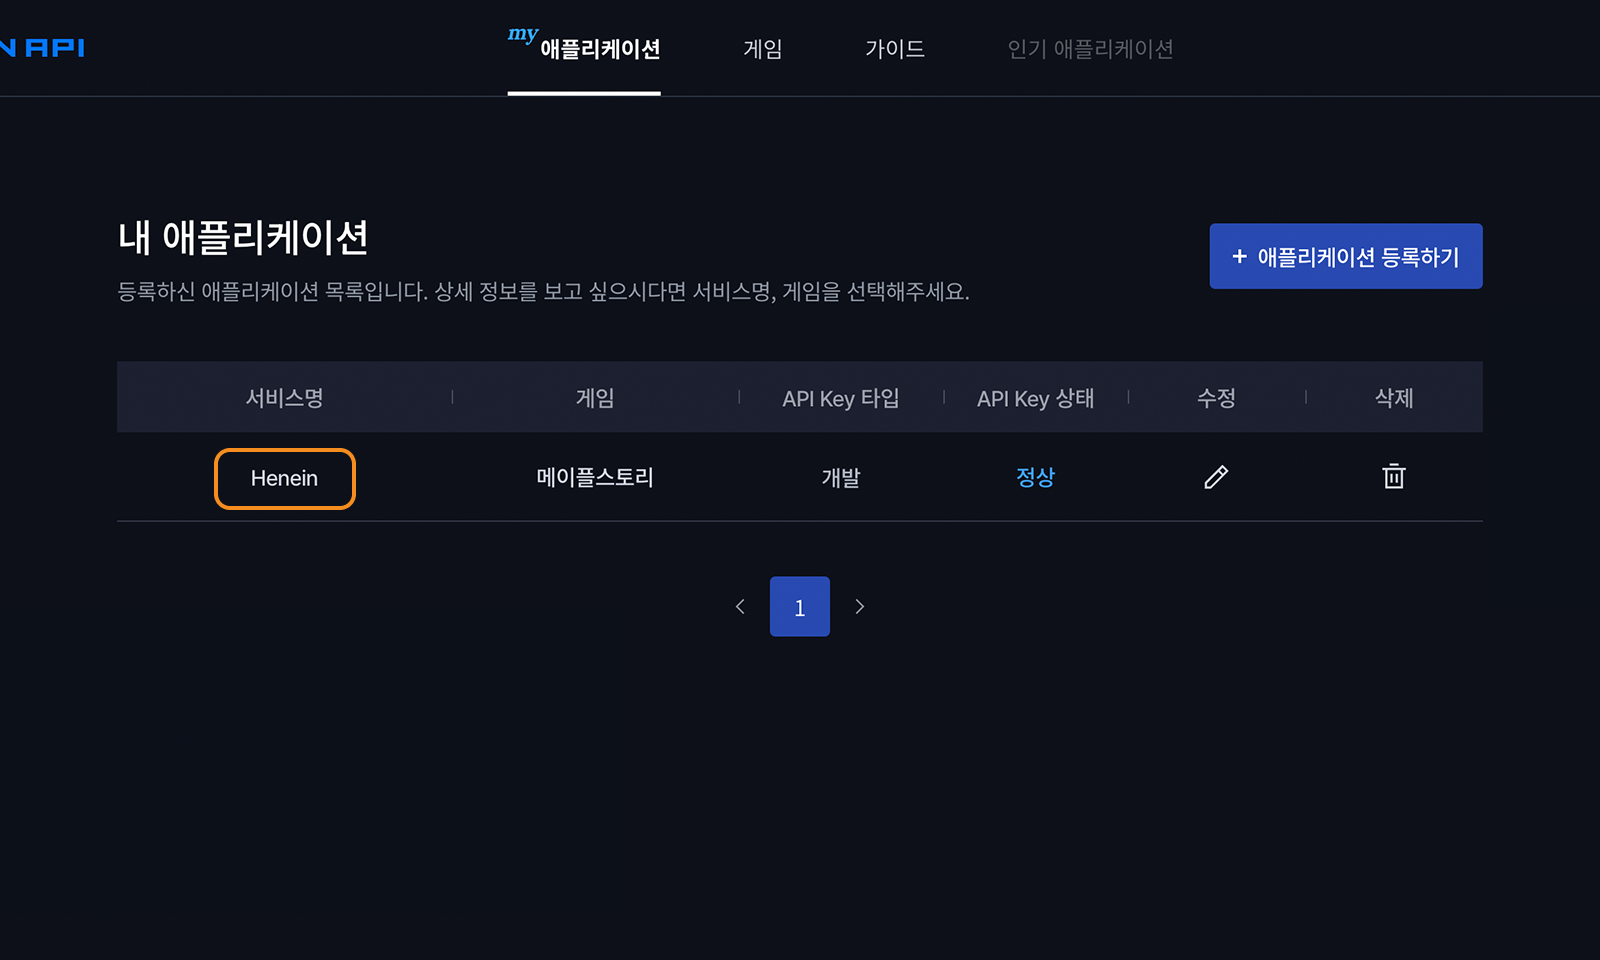 N API
my 애플리케이션
게임
가이드
인기 애플리케이션
내 애플리케이션
등록하신 애플리케이션 목록입니다. 상세 정보를 보고 싶으시다면 서비스명, 게임을 선택해주세요.
+ 애플리케이션 등록하기
서비스명 게임 API Key 타입 API Key 상태 수정 삭제
Henein 메이플스토리 개발 정상
1